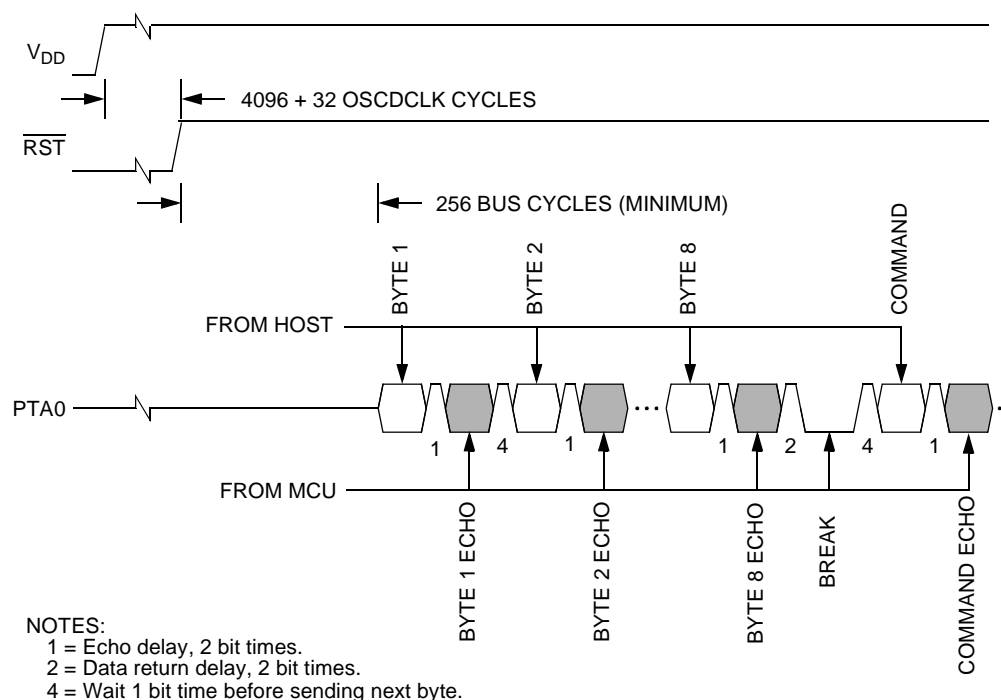 VDD
4096 + 32 OSCDCLK CYCLES
RST
256 BUS CYCLES (MINIMUM)
BYTE 1
BYTE 2
BYTE 8
COMMAND
FROM HOST
PTA0
...
1
4
1
1
2
4
1
FROM MCU
BYTE 1 ECHO
BYTE 2 ECHO
BYTE 8 ECHO
BREAK
COMMAND ECHO
NOTES:
1 = Echo delay, 2 bit times.
2 = Data return delay, 2 bit times.
4 = Wait 1 bit time before sending next byte.